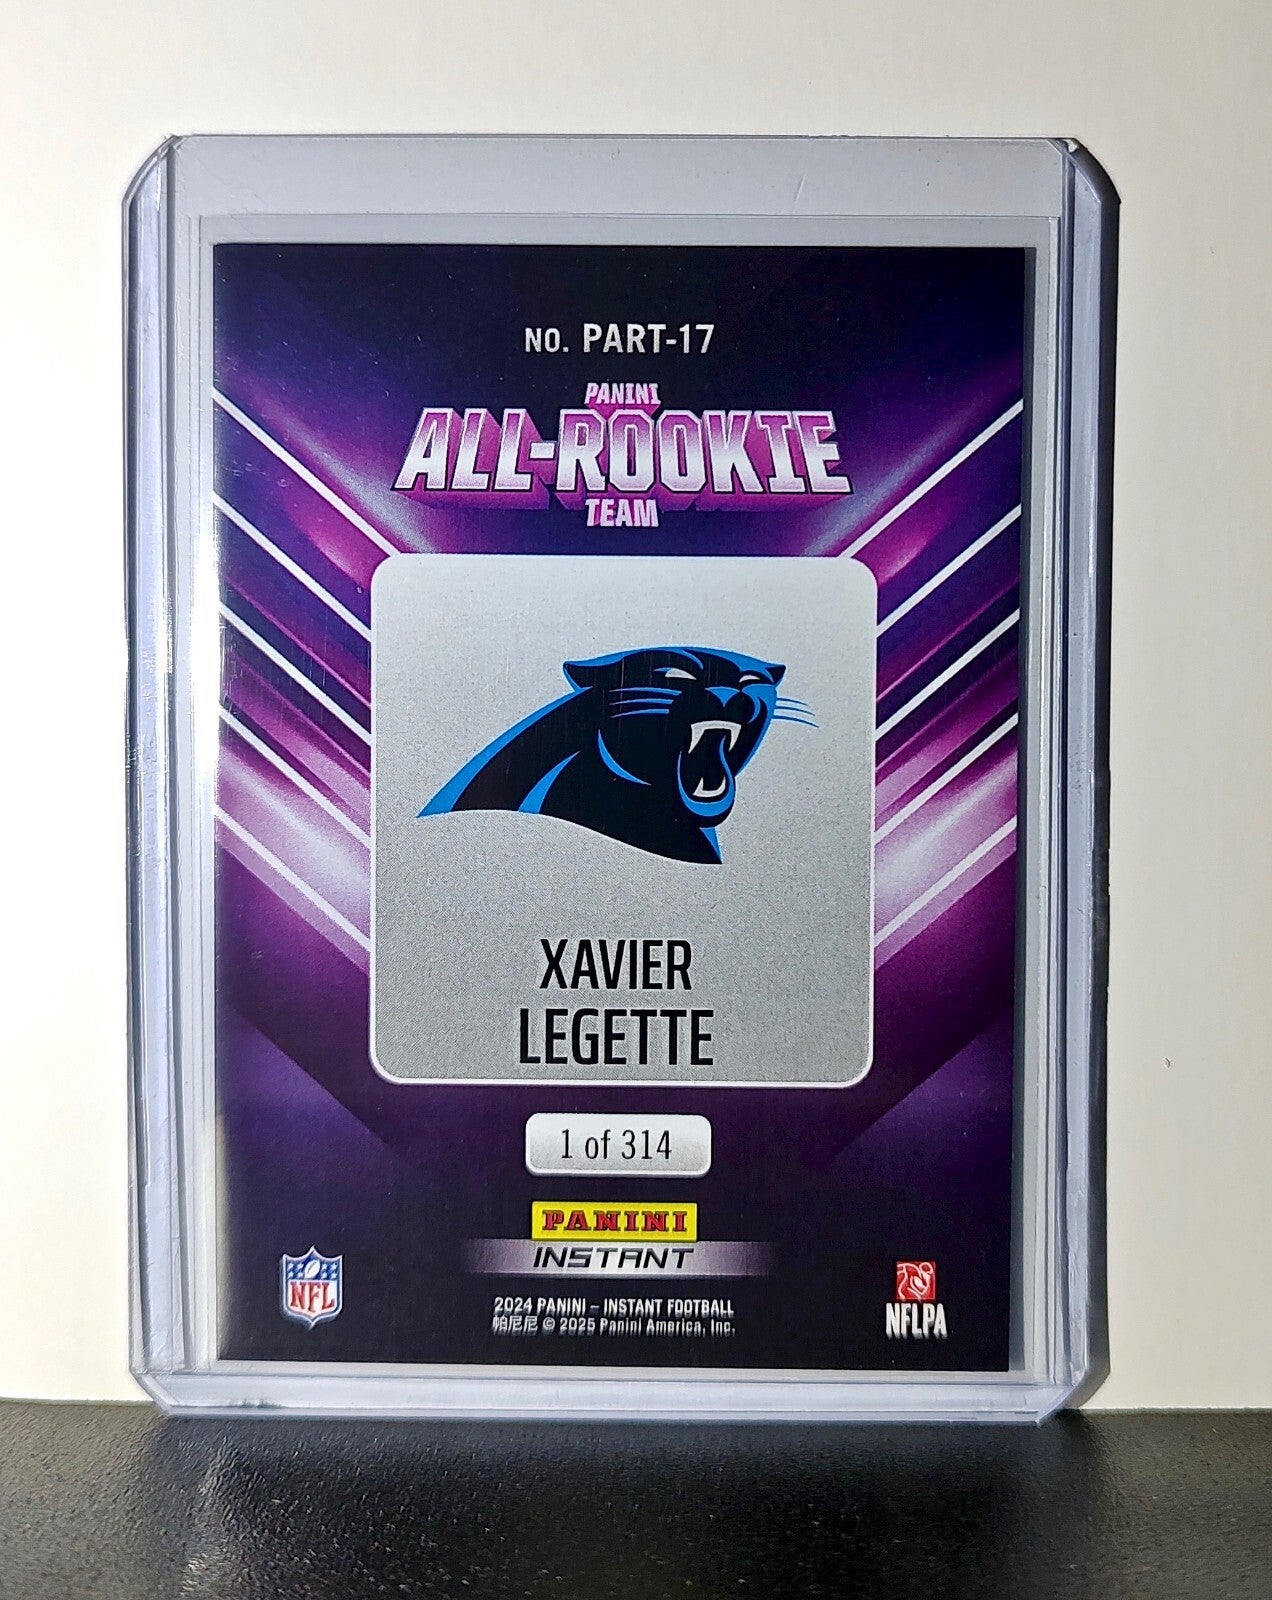 NO. PART-17
PANINI
ALL-ROOKIE
TEAM
XAVIER
LEGETTE
1 of 314
PANINI
INSTANT
NFL
2024 PANINI – INSTANT FOOTBALL
帕尼尼 © 2025 Panini America, Inc.
NFLPA